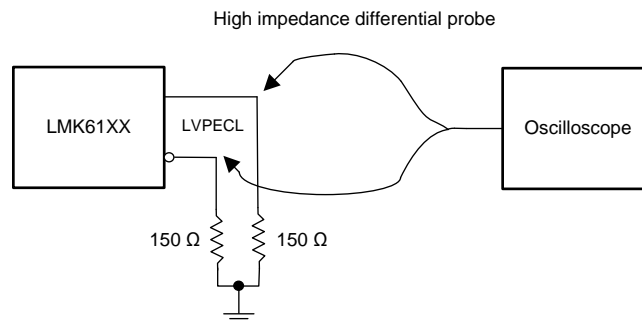 High impedance differential probe
LMK61XX
LVPECL
Oscilloscope
150 Ω
150 Ω